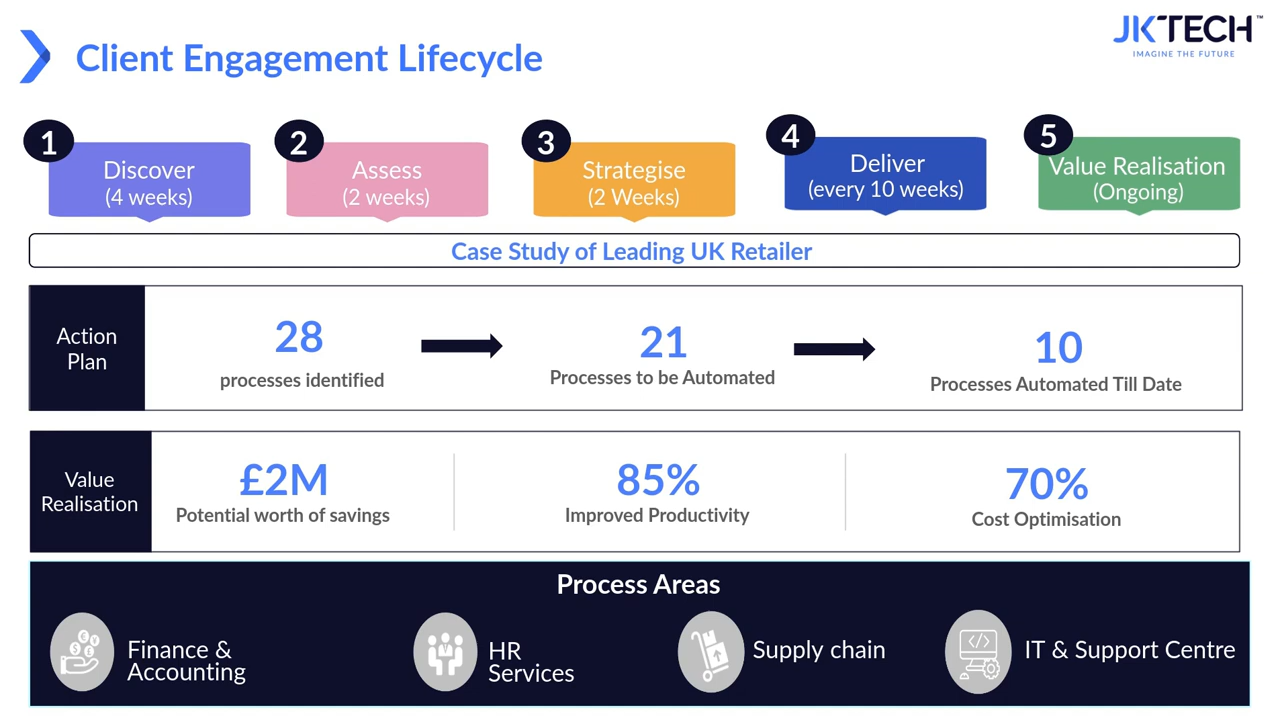 Client Engagement Lifecycle
JKTECH™
IMAGINE THE FUTURE
1
Discover
(4 weeks)
2
Assess
(2 weeks)
3
Strategise
(2 Weeks)
4
Deliver
(every 10 weeks)
5
Value Realisation
(Ongoing)
Case Study of Leading UK Retailer
Action
Plan
28
processes identified
21
Processes to be Automated
10
Processes Automated Till Date
Value
Realisation
£2M
Potential worth of savings
85%
Improved Productivity
70%
Cost Optimisation
Process Areas
Finance &
Accounting
HR
Services
Supply chain
IT & Support Centre